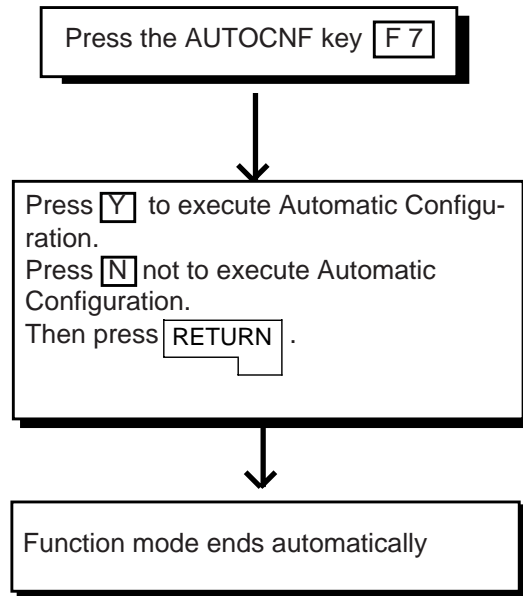 Press the AUTOCNF key F 7
Press Y to execute Automatic Configu-
ration.
Press N not to execute Automatic
Configuration.
Then press RETURN .
Function mode ends automatically